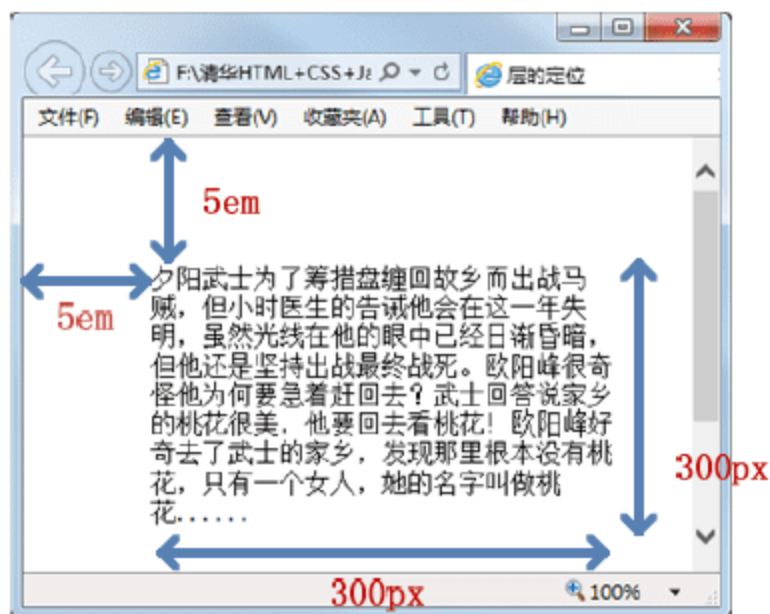 F:\清华HTML+CSS+Ja
层的定位
文件(F) 编辑(E) 查看(V) 收藏夹(A) 工具(T) 帮助(H)
5em
5em
夕阳武士为了筹措盘缠回故乡而出战马
贼，但小时医生的告诫他会在这一年失
明，虽然光线在他的眼中已经日渐昏暗，
但他还是坚持出战最终战死。欧阳峰很奇
怪他为何要急着赶回去？武士回答说家乡
的桃花很美，他要回去看桃花！欧阳峰好
奇去了武士的家乡，发现那里根本没有桃
花，只有一个女人，她的名字叫做桃
花......
300px
300px
100%